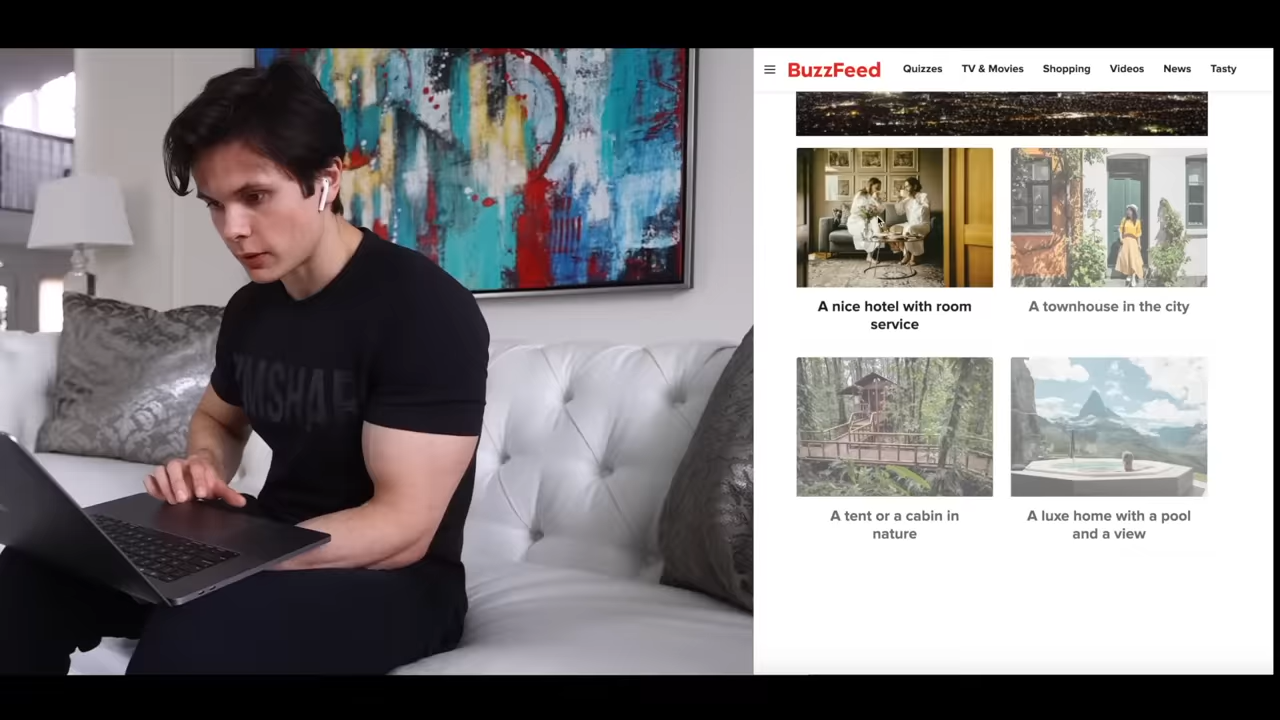 BuzzFeed
Quizzes
TV & Movies
Shopping
Videos
News
Tasty
A nice hotel with room
service
A townhouse in the city
A tent or a cabin in
nature
A luxe home with a pool
and a view